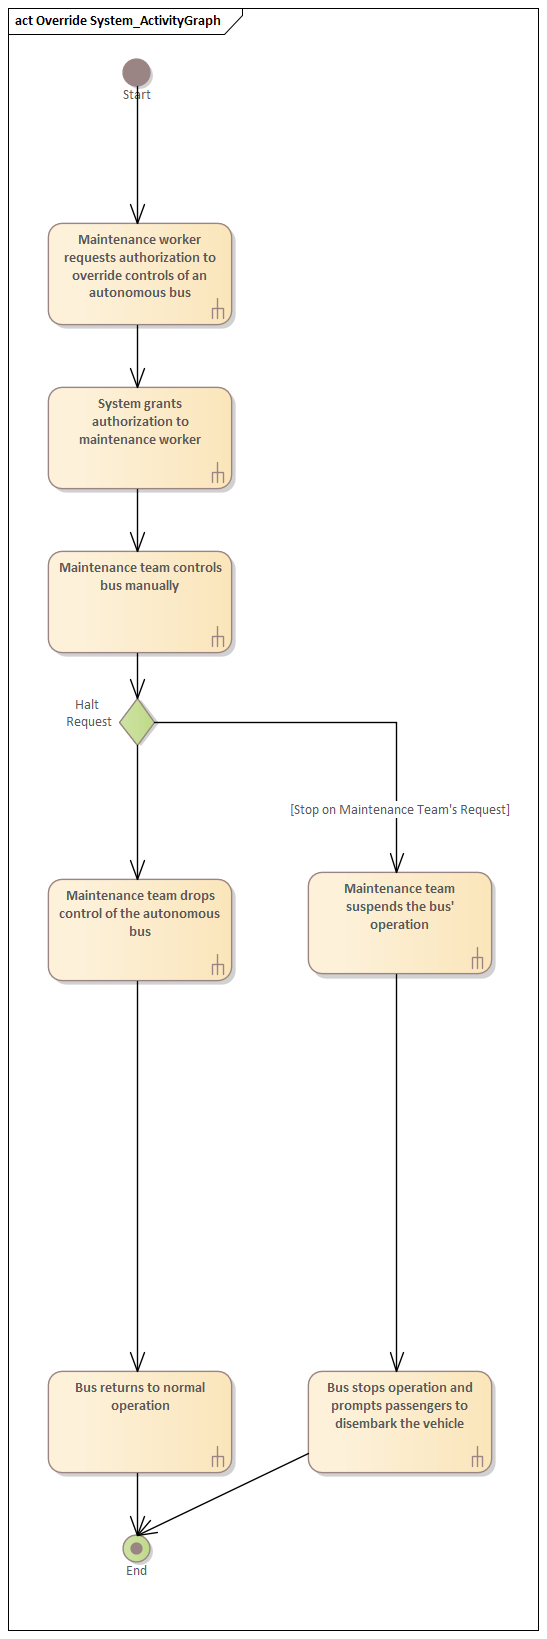 act Override System_ActivityGraph
Start
Maintenance worker
requests authorization to
override controls of an
autonomous bus
System grants
authorization to
maintenance worker
Maintenance team controls
bus manually
Halt
Request
[Stop on Maintenance Team's Request]
Maintenance team drops
control of the autonomous
bus
Maintenance team
suspends the bus'
operation
Bus returns to normal
operation
Bus stops operation and
prompts passengers to
disembark the vehicle
End